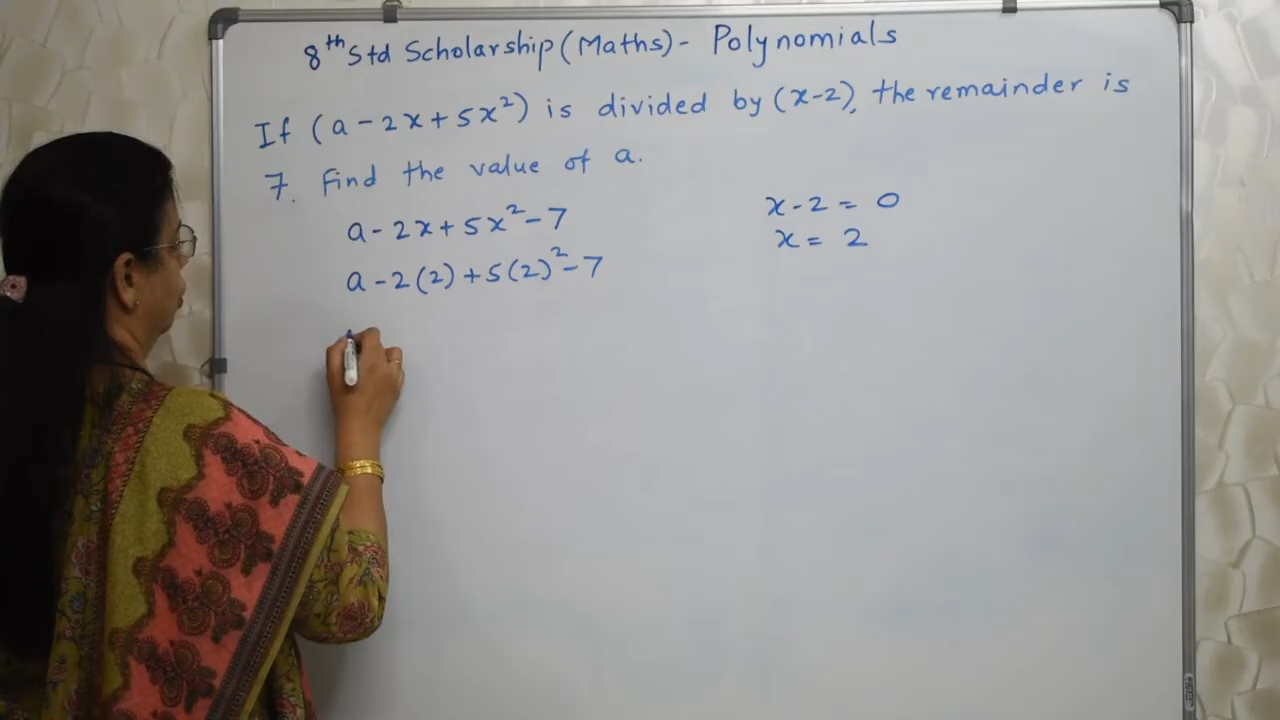 8th Std Scholarship (Maths) - Polynomials
If (a - 2x + 5x²) is divided by (x-2), the remainder is
7. Find the value of a.
a - 2x + 5x² - 7
a - 2(2) + 5(2)² - 7
x - 2 = 0
x = 2